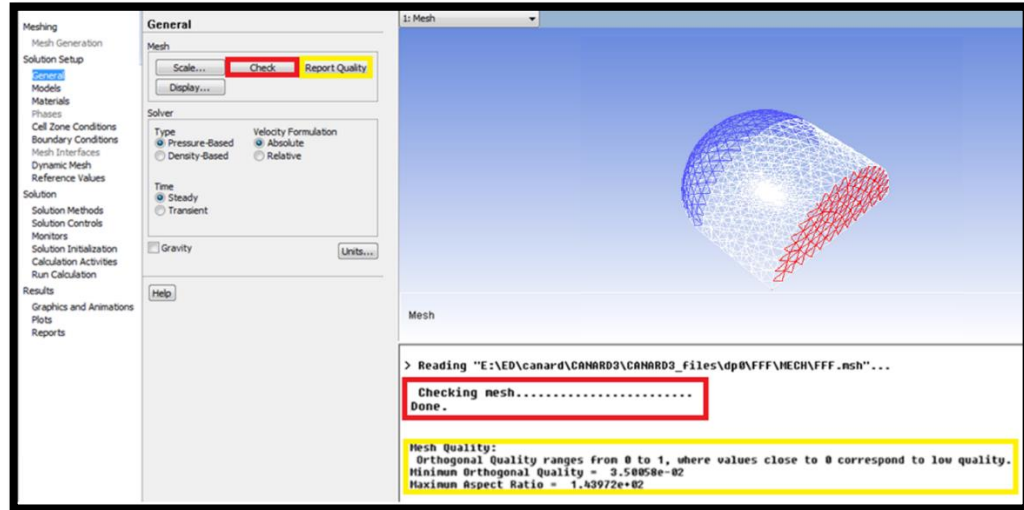 Meshing
Mesh Generation
Solution Setup
General
Models
Materials
Phases
Cell Zone Conditions
Boundary Conditions
Mesh Interfaces
Dynamic Mesh
Reference Values
Solution
Solution Methods
Solution Controls
Monitors
Solution Initialization
Calculation Activities
Run Calculation
Results
Graphics and Animations
Plots
Reports
General
Mesh
Scale... Check Report Quality
Display...
Solver
Type Velocity Formulation
Pressure-Based Absolute
Density-Based Relative
Time
Steady
Transient
Gravity Units...
Help
1: Mesh
Mesh
> Reading "E:\ED\canard\CANARD3\CANARD3_files\dp0\FFF\MECH\FFF.msh"...
Checking mesh........................
Done.
Mesh Quality:
Orthogonal Quality ranges from 0 to 1, where values close to 0 correspond to low quality.
Minimum Orthogonal Quality = 3.50058e-02
Maximum Aspect Ratio = 1.43972e+02